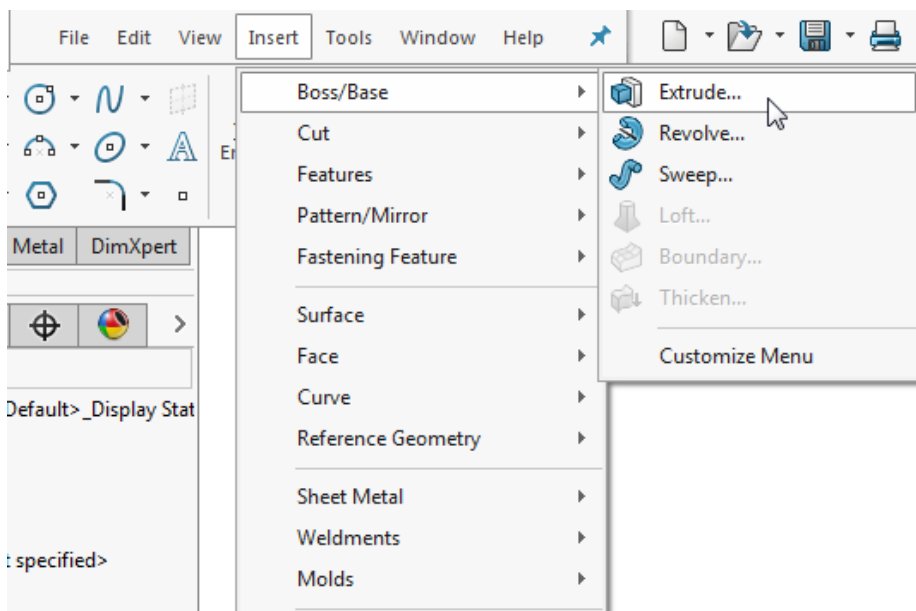 File Edit View Insert Tools Window Help
Boss/Base
Extrude...
Cut
Revolve...
Features
Sweep...
Pattern/Mirror
Loft...
Metal DimXpert
Fastening Feature
Boundary...
Thicken...
Surface
Face
Customize Menu
Curve
Default>_Display Stat
Reference Geometry
Sheet Metal
Weldments
specified>
Molds